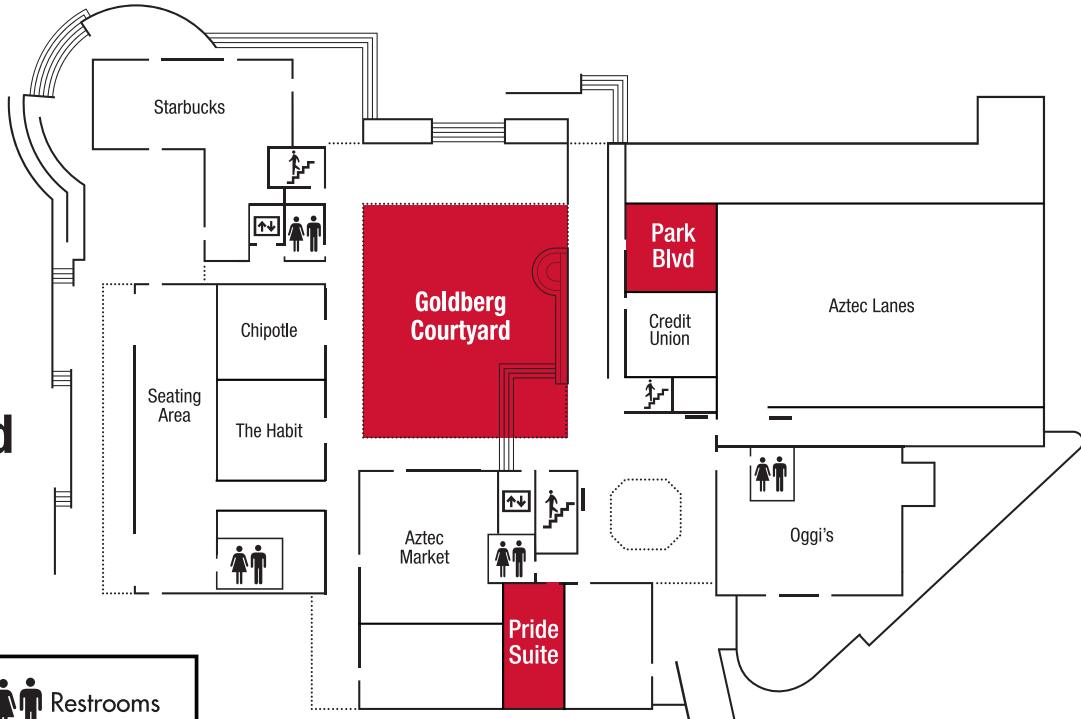 Starbucks
Park
Blvd
Goldberg
Courtyard
Aztec Lanes
Chipotle
Credit
Union
Seating
Area
The Habit
d
Aztec
Market
Oggi's
Pride
Suite
Restrooms